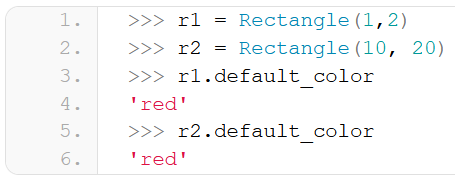 1. >>> r1 = Rectangle(1,2)
2. >>> r2 = Rectangle(10, 20)
3. >>> r1.default_color
4. 'red'
5. >>> r2.default_color
6. 'red'